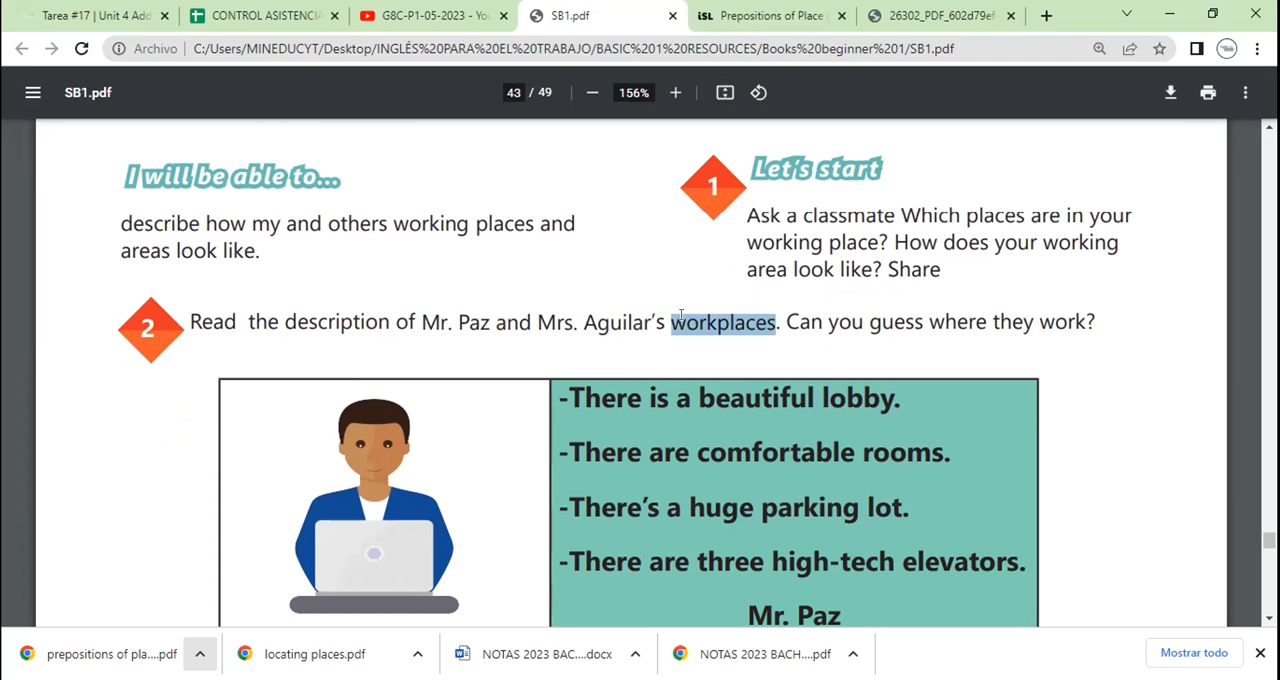 Tarea #17 | Unit 4 Add
CONTROL ASISTENCIA
G8C-P1-05-2023 - Yo
SB1.pdf
iSL Prepositions of Place
26302_PDF_602d79ef
Archivo | C:/Users/MINEDUCYT/Desktop/INGLÉS%20PARA%20EL%20TRABAJO/BASIC%201%20RESOURCES/Books%20beginner%201/SB1.pdf
SB1.pdf
43 / 49
156%
I will be able to...
describe how my and others working places and
areas look like.
1
Let's start
Ask a classmate Which places are in your
working place? How does your working
area look like? Share
2
Read the description of Mr. Paz and Mrs. Aguilar's workplaces. Can you guess where they work?
-There is a beautiful lobby.
-There are comfortable rooms.
-There's a huge parking lot.
-There are three high-tech elevators.
Mr. Paz
prepositions of pla....pdf
locating places.pdf
NOTAS 2023 BAC....docx
NOTAS 2023 BACH....pdf
Mostrar todo